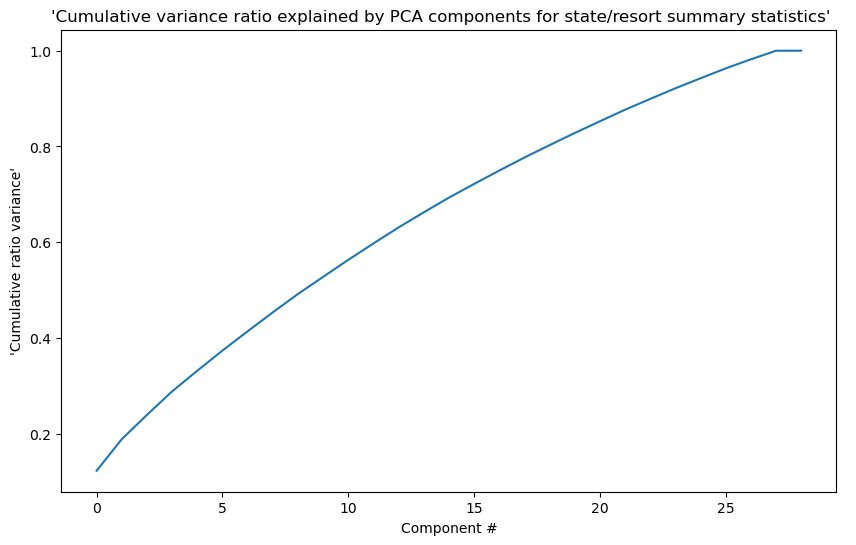 'Cumulative variance ratio explained by PCA components for state/resort summary statistics'
1.0
0.8
0.6
0.4
0.2
'Cumulative ratio variance'
0 5 10 15 20 25
Component #